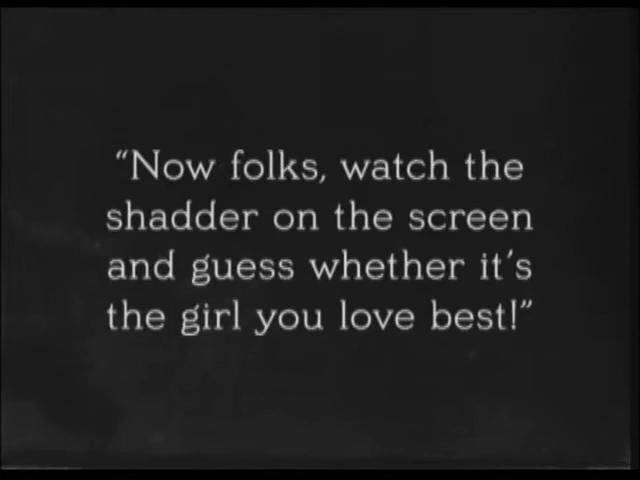 “Now folks, watch the
shadder on the screen
and guess whether it's
the girl you love best!”